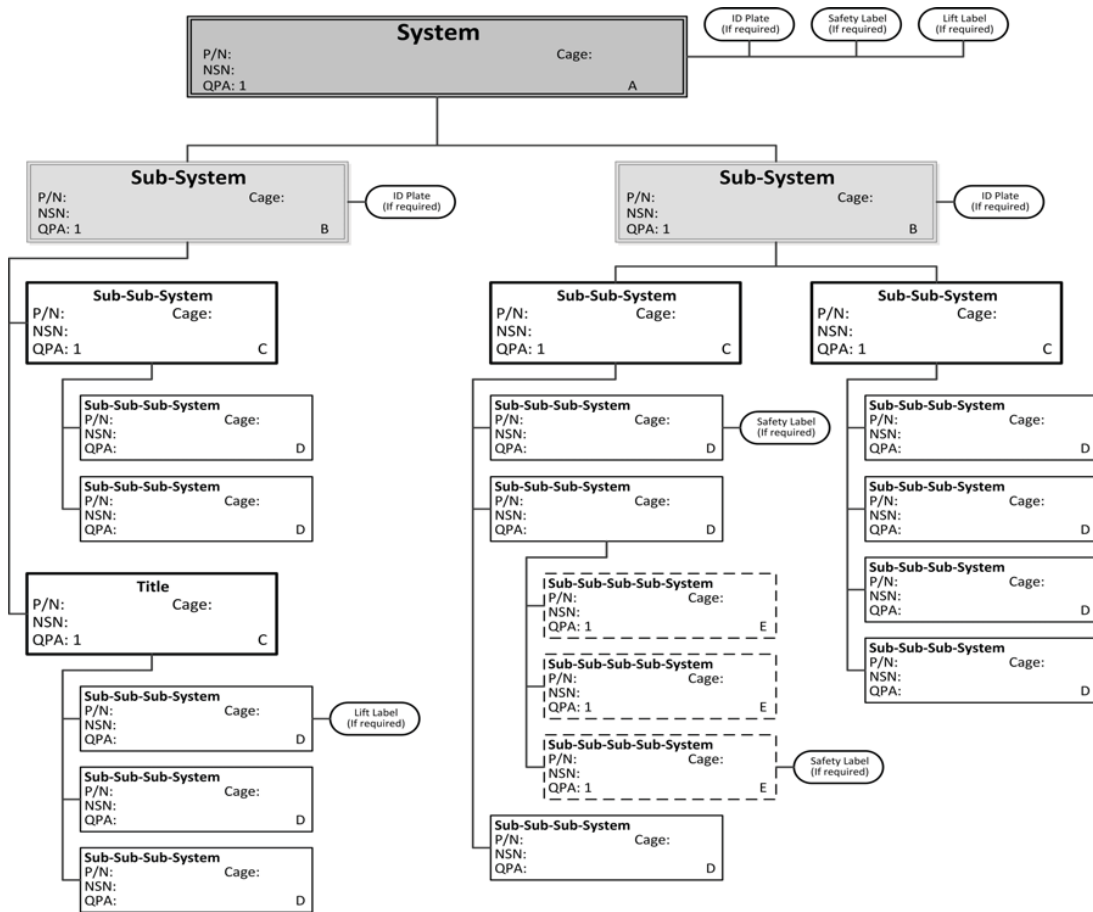 System
P/N: Cage:
NSN:
QPA: 1 A
ID Plate
(If required)
Safety Label
(If required)
Lift Label
(If required)
Sub-System
P/N: Cage:
NSN:
QPA: 1 B
ID Plate
(If required)
Sub-System
P/N: Cage:
NSN:
QPA: 1 B
ID Plate
(If required)
Sub-Sub-System
P/N: Cage:
NSN:
QPA: 1 C
Sub-Sub-Sub-System
P/N: Cage:
NSN:
QPA: D
Sub-Sub-Sub-System
P/N: Cage:
NSN:
QPA: D
Title
P/N: Cage:
NSN:
QPA: 1 C
Sub-Sub-Sub-System
P/N: Cage:
NSN:
QPA: D
Lift Label
(If required)
Sub-Sub-Sub-System
P/N: Cage:
NSN:
QPA: D
Sub-Sub-Sub-System
P/N: Cage:
NSN:
QPA: D
Sub-Sub-System
P/N: Cage:
NSN:
QPA: 1 C
Sub-Sub-Sub-System
P/N: Cage:
NSN:
QPA: D
Safety Label
(If required)
Sub-Sub-Sub-System
P/N: Cage:
NSN:
QPA: D
Sub-Sub-Sub-Sub-System
P/N: Cage:
NSN:
QPA: 1 E
Sub-Sub-Sub-Sub-System
P/N: Cage:
NSN:
QPA: 1 E
Sub-Sub-Sub-Sub-System
P/N: Cage:
NSN:
QPA: 1 E
Safety Label
(If required)
Sub-Sub-Sub-System
P/N: Cage:
NSN:
QPA: D
Sub-Sub-System
P/N: Cage:
NSN:
QPA: 1 C
Sub-Sub-Sub-System
P/N: Cage:
NSN:
QPA: D
Sub-Sub-Sub-System
P/N: Cage:
NSN:
QPA: D
Sub-Sub-Sub-System
P/N: Cage:
NSN:
QPA: D
Sub-Sub-Sub-System
P/N: Cage:
NSN:
QPA: D